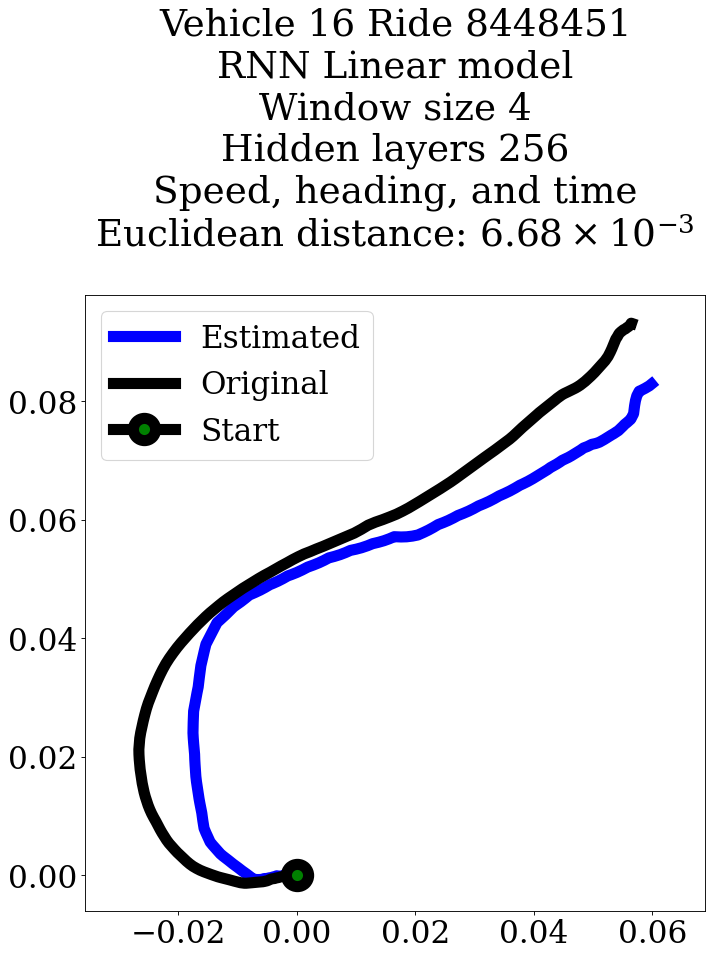 Vehicle 16 Ride 8448451
RNN Linear model
Window size 4
Hidden layers 256
Speed, heading, and time
Euclidean distance: 6.68 × 10⁻³
Estimated
Original
Start
0.08
0.06
0.04
0.02
0.00
−0.02 0.00 0.02 0.04 0.06